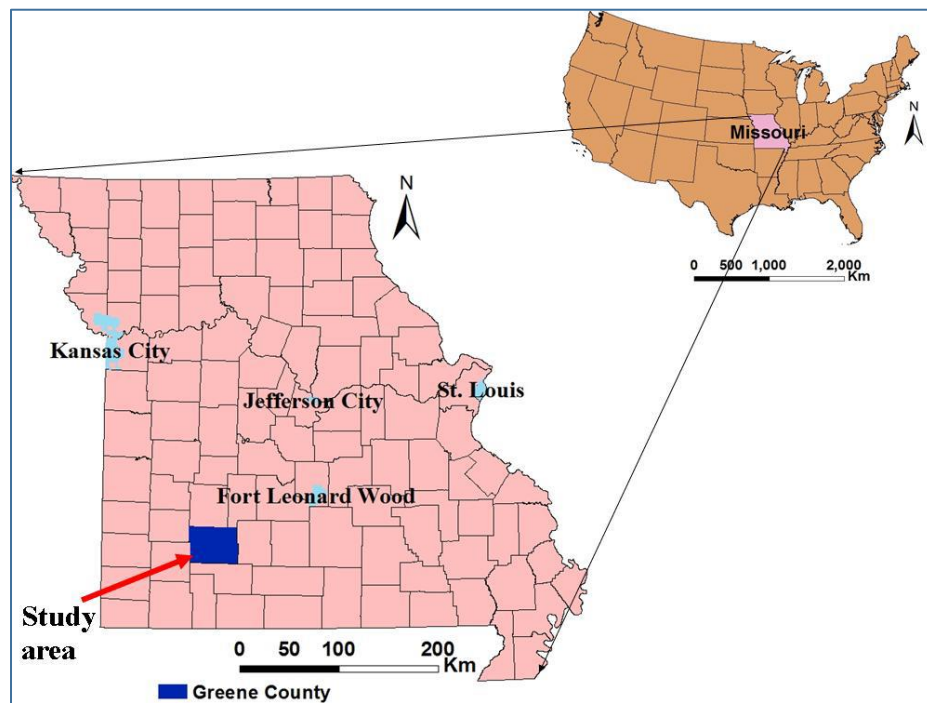 N
Missouri
0 500 1,000 2,000
Km
N
Kansas City
Jefferson City
St. Louis
Fort Leonard Wood
Study
area
0 50 100 200
Km
Greene County